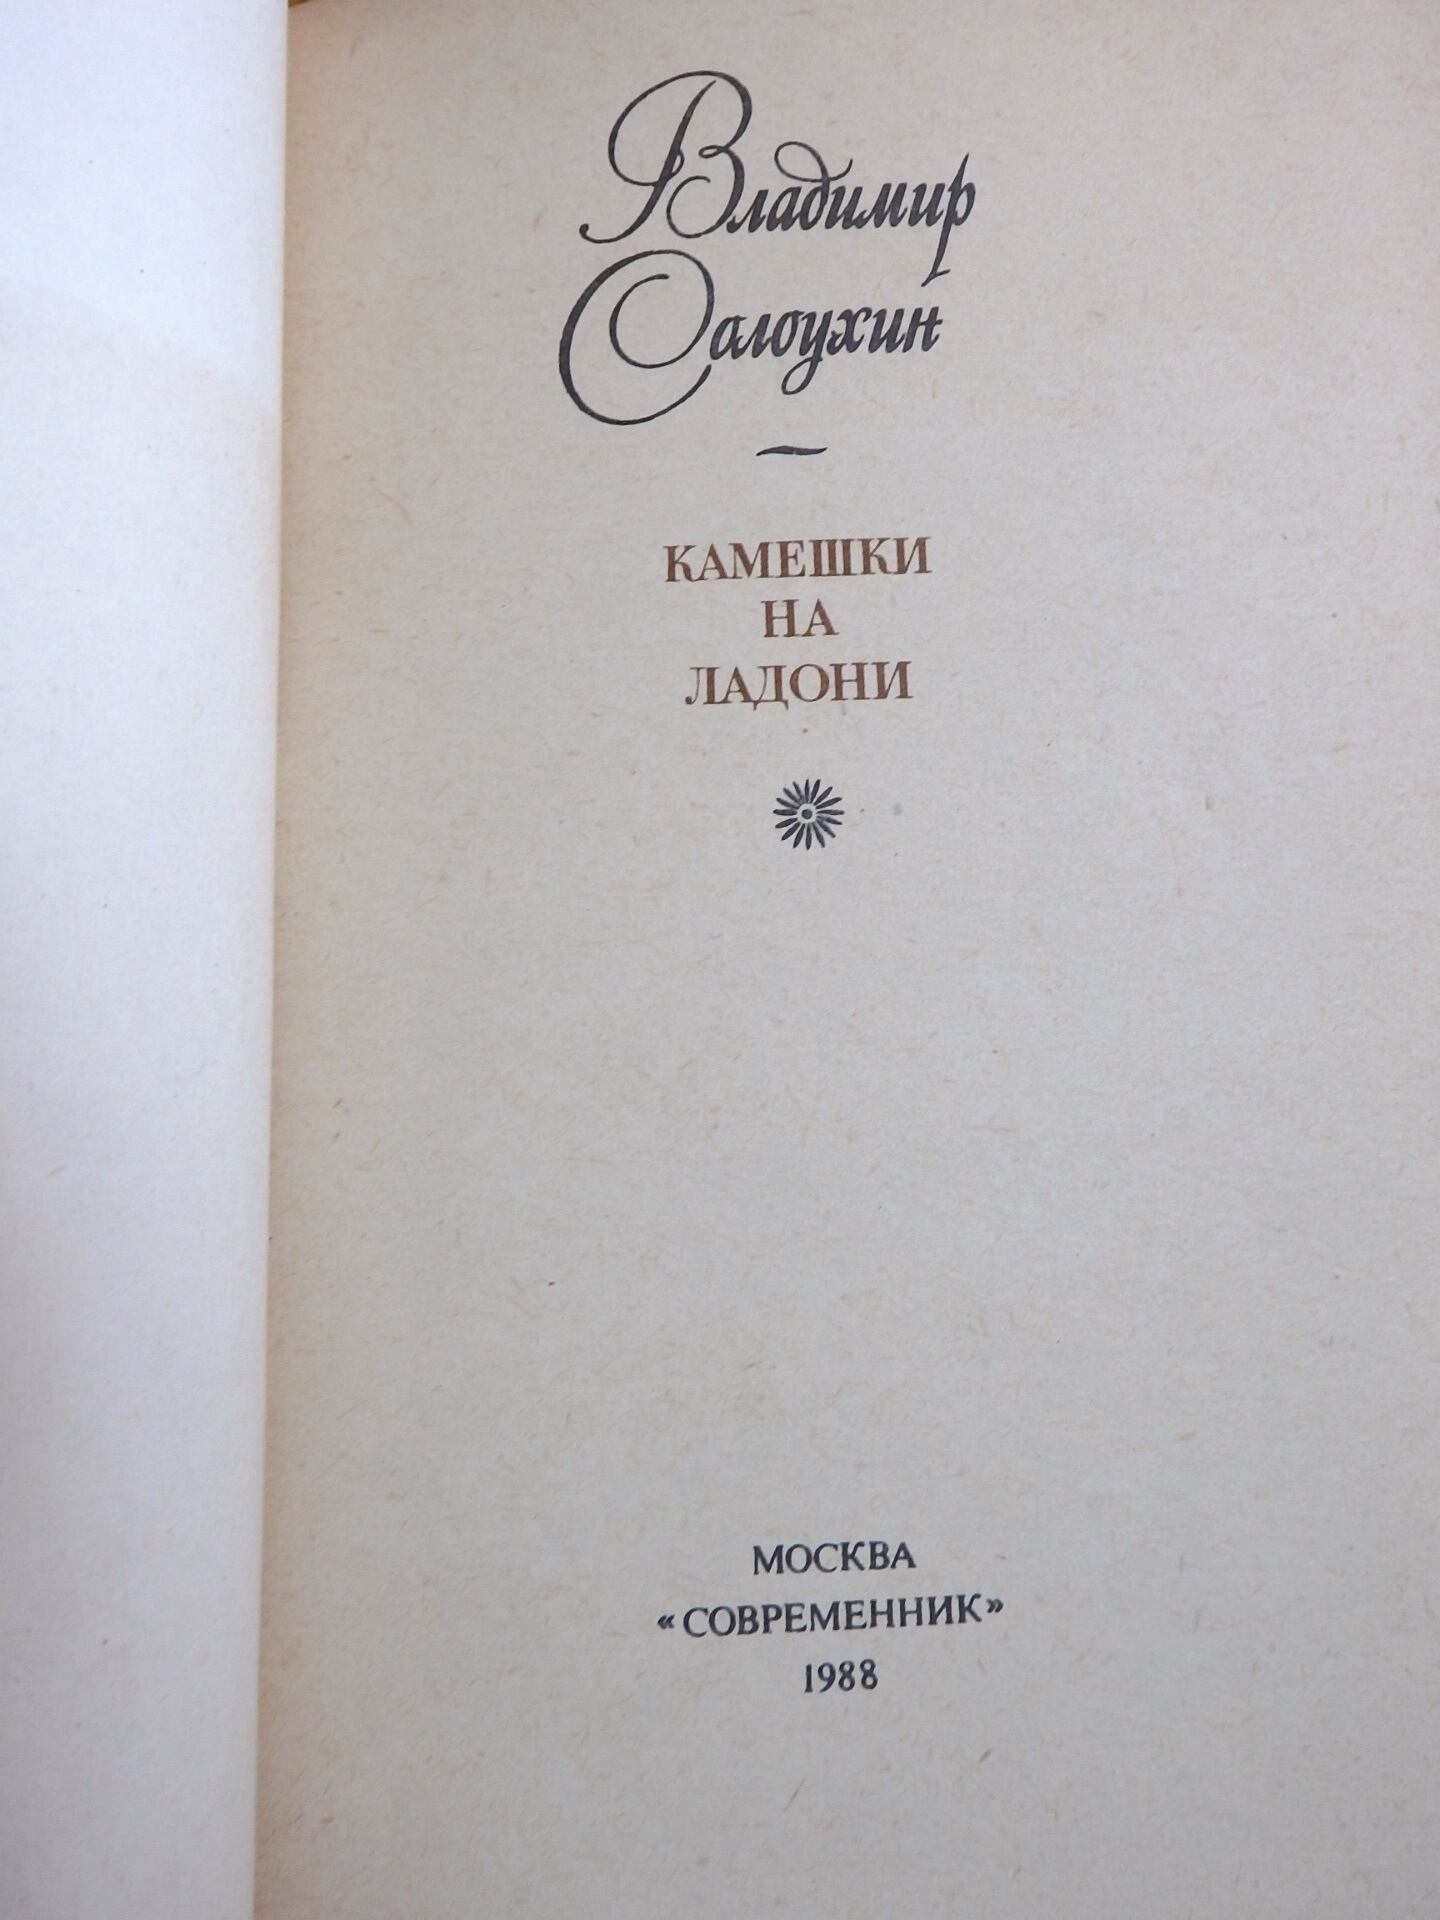 Владимир
Солоухин
КАМЕШКИ
НА
ЛАДОНИ
МОСКВА
«СОВРЕМЕННИК»
1988